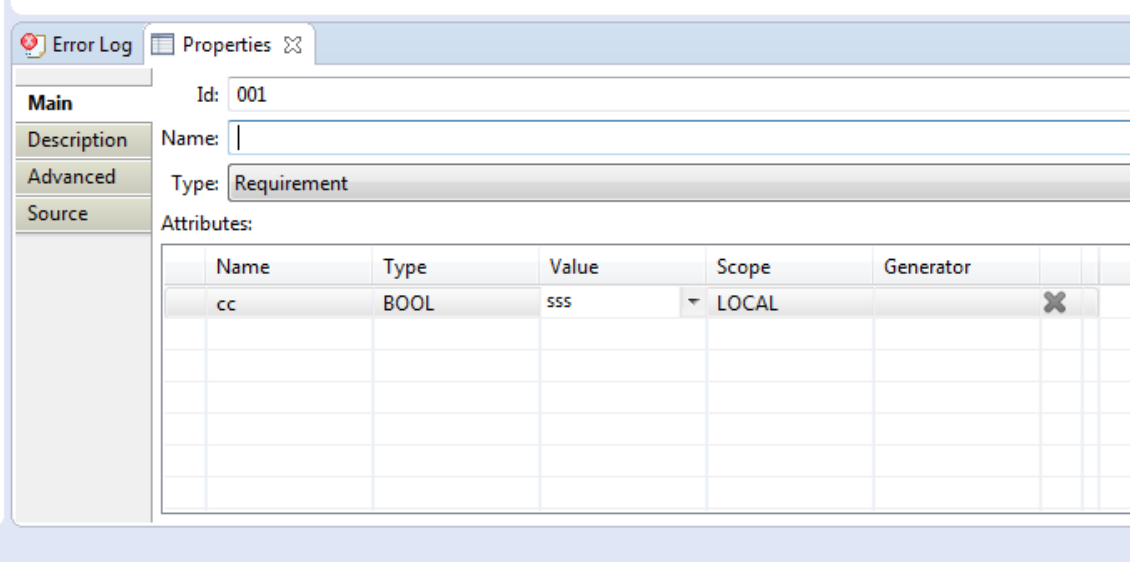 Error Log Properties
Id: 001
Main
Name:
Description
Type: Requirement
Advanced
Source
Attributes:
Name Type Value Scope Generator
cc BOOL sss LOCAL